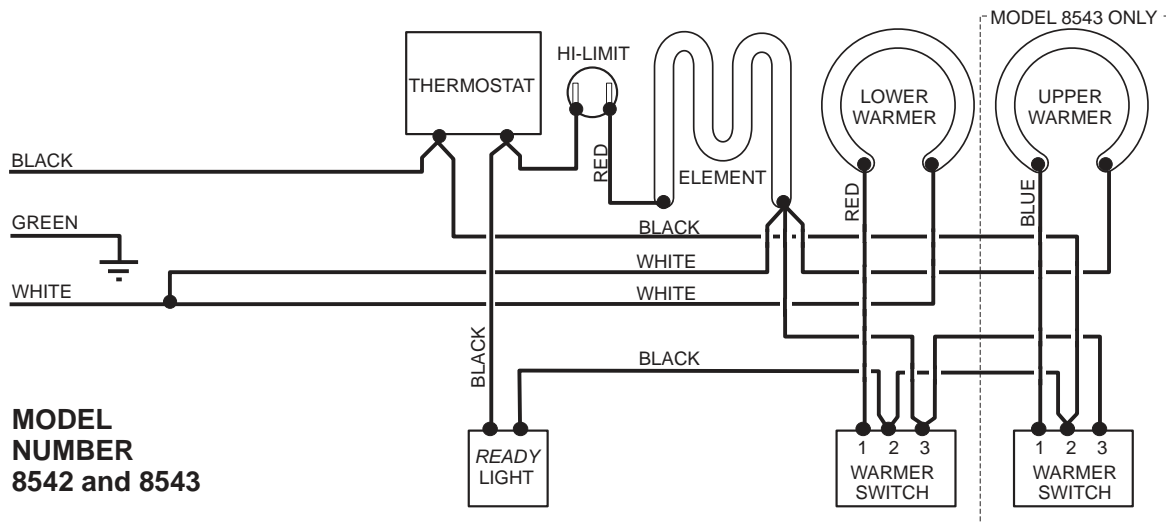 MODEL 8543 ONLY
HI-LIMIT
THERMOSTAT
LOWER
WARMER
UPPER
WARMER
BLACK
RED
ELEMENT
RED
BLUE
GREEN
BLACK
WHITE
WHITE
WHITE
BLACK
BLACK
MODEL
NUMBER
8542 and 8543
READY
LIGHT
1 2 3
WARMER
SWITCH
1 2 3
WARMER
SWITCH